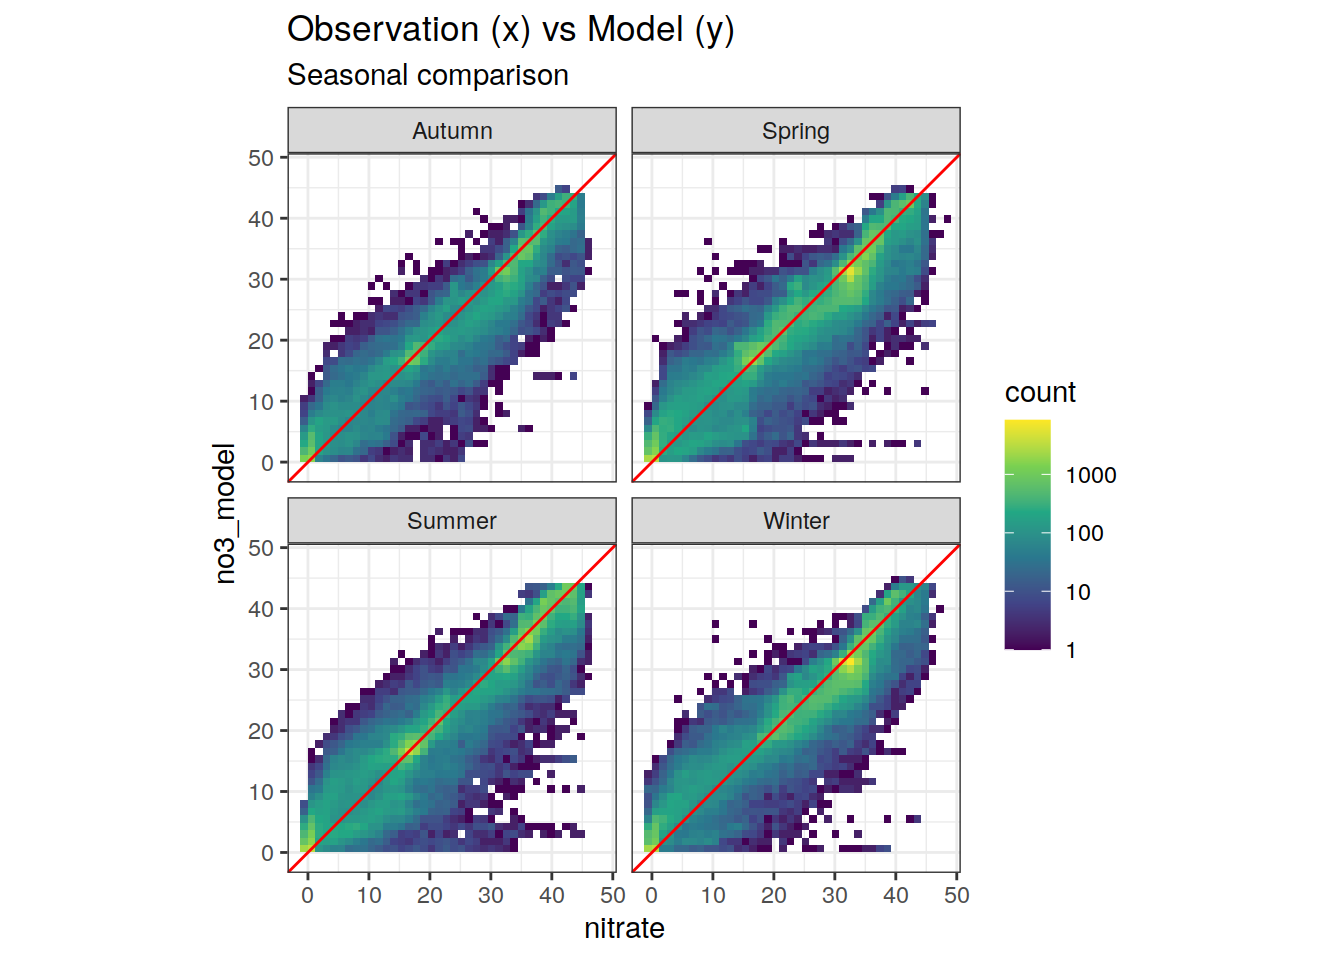 Observation (x) vs Model (y)
Seasonal comparison
Autumn
Spring
50
40
30
20
10
0
Summer
Winter
50
40
30
20
10
0
0 10 20 30 40 50
0 10 20 30 40 50
no3_model
nitrate
count
1000
100
10
1